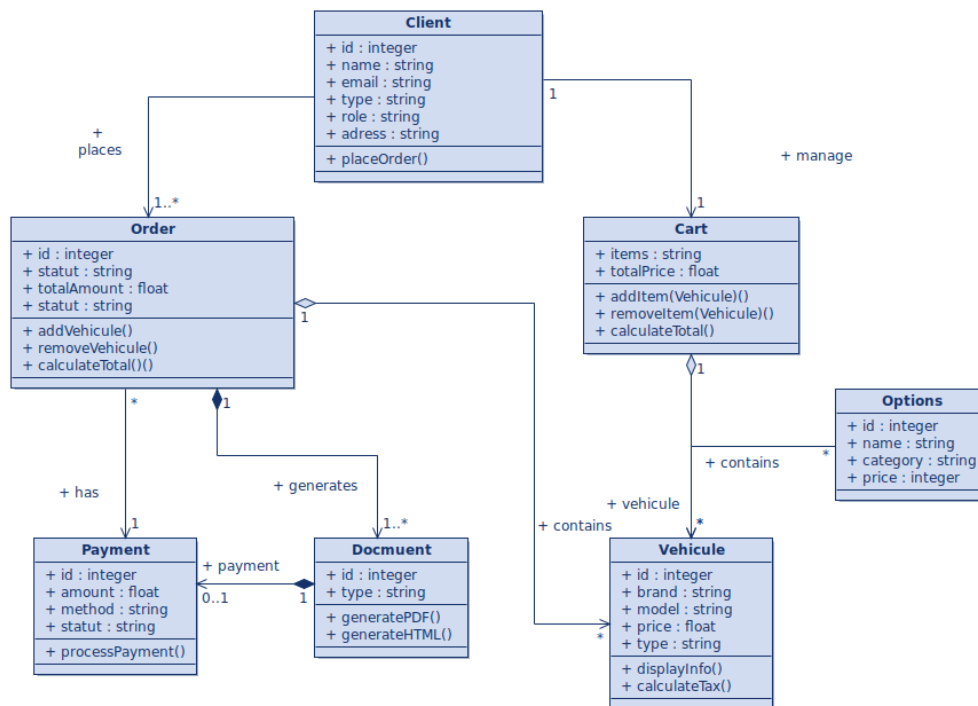 Client
+ id : integer
+ name : string
+ email : string
+ type : string
+ role : string
+ adress : string
+ placeOrder()
1
+
places
+ manage
1..*
1
Order
+ id : integer
+ statut : string
+ totalAmount : float
+ statut : string
+ addVehicule()
+ removeVehicule()
+ calculateTotal()()
Cart
+ items : string
+ totalPrice : float
+ addItem(Vehicule)()
+ removeItem(Vehicule)()
+ calculateTotal()
1
1
*
1
Options
+ id : integer
+ name : string
+ category : string
+ price : integer
*
+ contains
+ has
+ generates
+ vehicule
1
1..*
+ contains
*
Payment
+ id : integer
+ amount : float
+ method : string
+ statut : string
+ processPayment()
+ payment
0..1
1
Docmuent
+ id : integer
+ type : string
+ generatePDF()
+ generateHTML()
*
Vehicule
+ id : integer
+ brand : string
+ model : string
+ price : float
+ type : string
+ displayInfo()
+ calculateTax()